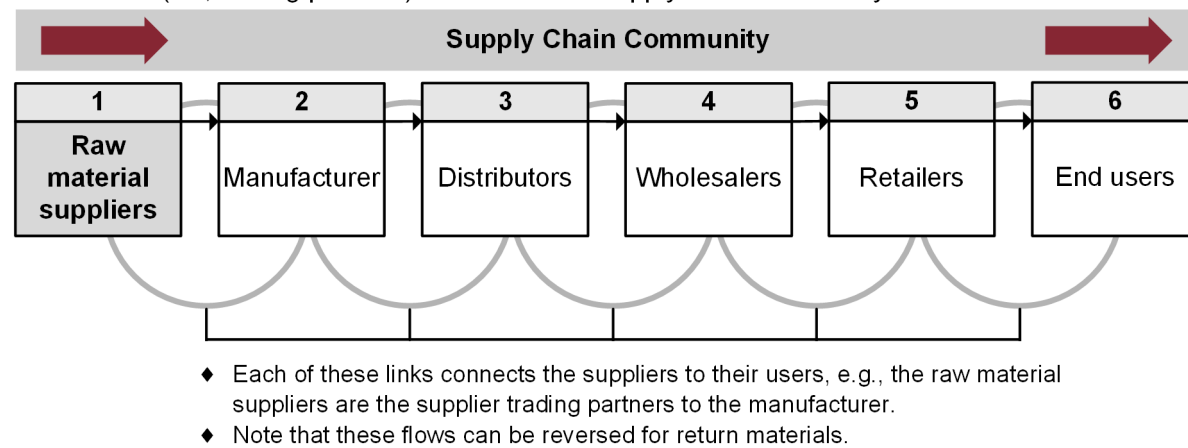 Supply Chain Community
1
2
3
4
5
6
Raw
material
suppliers
Manufacturer
Distributors
Wholesalers
Retailers
End users
♦ Each of these links connects the suppliers to their users, e.g., the raw material
suppliers are the supplier trading partners to the manufacturer.
♦ Note that these flows can be reversed for return materials.